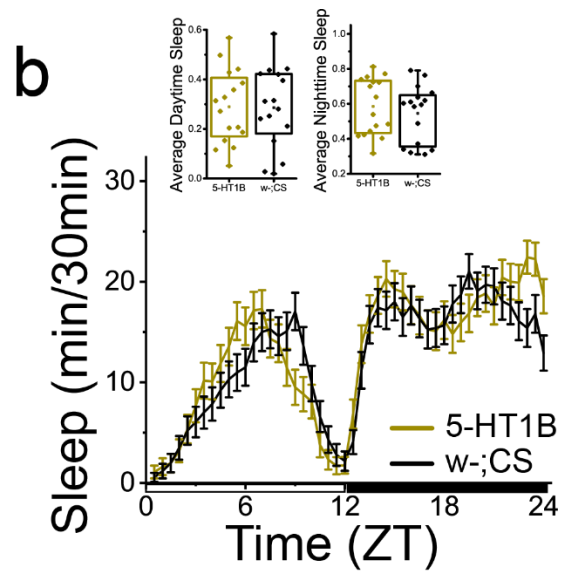 b
Average Daytime Sleep
0.6
0.4
0.2
0.0
5-HT1B
w-;CS
Average Nighttime Sleep
1.0
0.8
0.6
0.4
0.2
5-HT1B
w-;CS
Sleep (min/30min)
30
20
10
0
5-HT1B
w-;CS
0
6
12
18
24
Time (ZT)